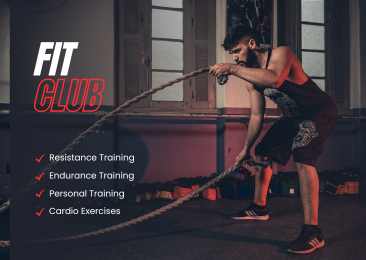 FIT
CLUB
Resistance Training
Endurance Training
Personal Training
Cardio Exercises